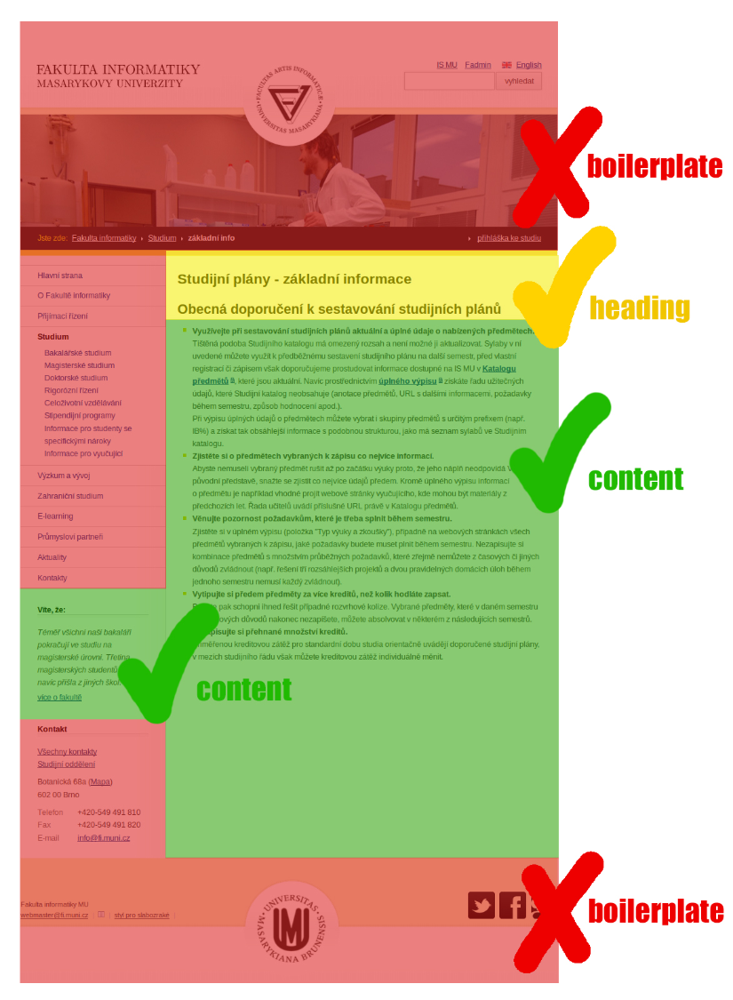 FAKULTA INFORMATIKY
MASARYKOVY UNIVERZITY
FACULTAS ARTIS INFORMATICÆ
UNIVERSITAS MASARYKIANA
IS MU Fadmin English
vyhledat
boilerplate
Jste zde: Fakulta informatiky Studium základní info přihláška ke studiu
Hlavní strana
O Fakultě informatiky
Přijímací řízení
Studium
Bakalářské studium
Magisterské studium
Doktorské studium
Rigorózní řízení
Celoživotní vzdělávání
Stipendijní programy
Informace pro studenty se
specifickými nároky
Informace pro vyučující
Výzkum a vývoj
Zahraniční studium
E-learning
Průmysloví partneři
Aktuality
Kontakty
Studijní plány - základní informace
Obecná doporučení k sestavování studijních plánů
heading
Využívejte při sestavování studijních plánů aktuální a úplné údaje o nabízených předmětech.
Tištěná podoba Studijního katalogu má omezený rozsah a není možné ji aktualizovat. Sylaby v ní
uvedené můžete využít k předběžnému sestavení studijního plánu na další semestr, před vlastní
registrací či zápisem však doporučujeme prostudovat informace dostupné na IS MU v Katalogu
předmětů, které jsou aktuální. Navíc prostřednictvím úplného výpisu získáte řadu užitečných
údajů, které Studijní katalog neobsahuje (anotace předmětů, URL s dalšími informacemi, požadavky
během semestru, způsob hodnocení apod.).
Při výpisu úplných údajů o předmětech můžete vybrat i skupiny předmětů s určitým prefixem (např.
IB%) a získat tak obsáhlejší informace s podobnou strukturou, jako má seznam sylabů ve Studijním
katalogu.
Zjistěte si o předmětech vybraných k zápisu co nejvíce informací.
Abyste nemuseli vybraný předmět rušit až po začátku výuky proto, že jeho náplň neodpovídá V
původní představě, snažte se zjistit co nejvíce údajů předem. Kromě úplného výpisu informací
o předmětu je například vhodné projít webové stránky vyučujícího, kde mohou být materiály z
předchozích let. Řada učitelů uvádí příslušné URL právě v Katalogu předmětů.
content
Věnujte pozornost požadavkům, které je třeba splnit během semestru.
Zjistěte si v úplném výpisu (položka "Typ výuky a zkoušky"), případně na webových stránkách všech
předmětů vybraných k zápisu, jaké požadavky budete muset plnit během semestru. Nezapisujte si
kombinace předmětů s množstvím průběžných požadavků, které zřejmě nemůžete z časových či jiných
důvodů zvládnout (např. řešení tří rozsáhlejších projektů a dvou pravidelných domácích úloh během
jednoho semestru nemusí každý zvládnout).
Vytipujte si předem předměty za více kreditů, než kolik hodláte zapsat.
pak schopni ihned řešit případné rozvrhové kolize. Vybrané předměty, které v daném semestru
důvodů nakonec nezapíšete, můžete absolvovat v některém z následujících semestrů.
si přehnané množství kreditů.
kreditovou zátěž pro standardní dobu studia orientačně uvádějí doporučené studijní plány,
v mezích studijního řádu však můžete kreditovou zátěž individuálně měnit.
Víte, že:
Téměř všichni naši bakaláři
pokračují ve studiu na
magisterské úrovni. Třetina
magisterských studentů
navíc přišla z jiných škol.
více o fakultě
content
Kontakt
Všechny kontakty
Studijní oddělení
Botanická 68a (Mapa)
602 00 Brno
Telefon +420-549 491 810
Fax +420-549 491 820
E-mail info@fi.muni.cz
Fakulta informatiky MU
webmaster@fi.muni.cz | | styl pro slabozraké |
UNIVERSITAS MASARYKIANA BRUNENSIS
boilerplate